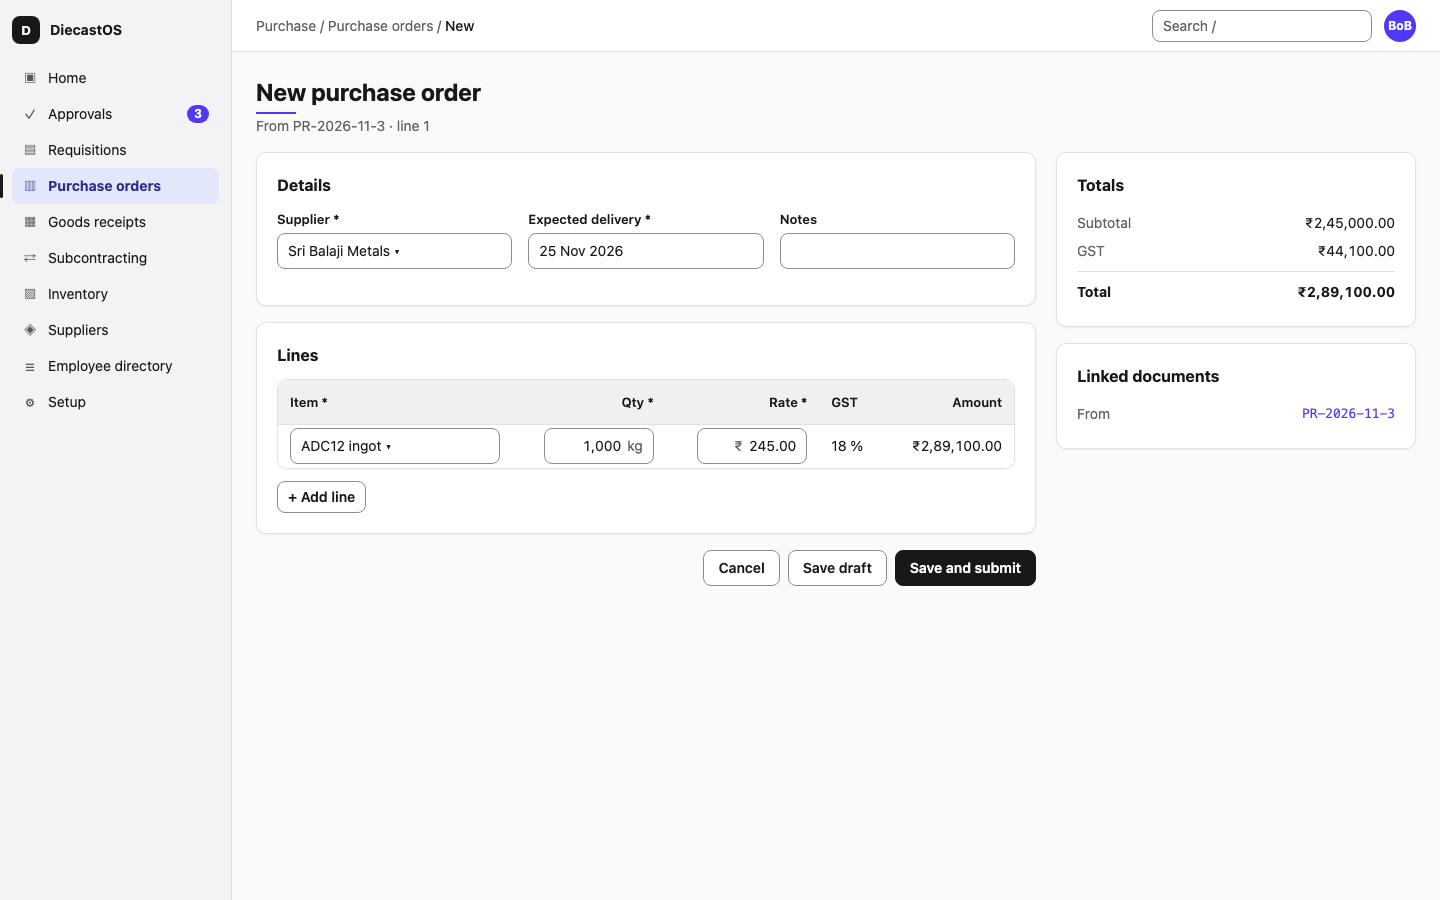 D DiecastOS
Home
Approvals 3
Requisitions
Purchase orders
Goods receipts
Subcontracting
Inventory
Suppliers
Employee directory
Setup
Purchase / Purchase orders / New
Search /
BoB
New purchase order
From PR-2026-11-3 · line 1
Details
Supplier * Expected delivery * Notes
Sri Balaji Metals ▾ 25 Nov 2026
Lines
Item * Qty * Rate * GST Amount
ADC12 ingot ▾ 1,000 kg ₹ 245.00 18 % ₹2,89,100.00
+ Add line
Cancel Save draft Save and submit
Totals
Subtotal ₹2,45,000.00
GST ₹44,100.00
Total ₹2,89,100.00
Linked documents
From PR-2026-11-3